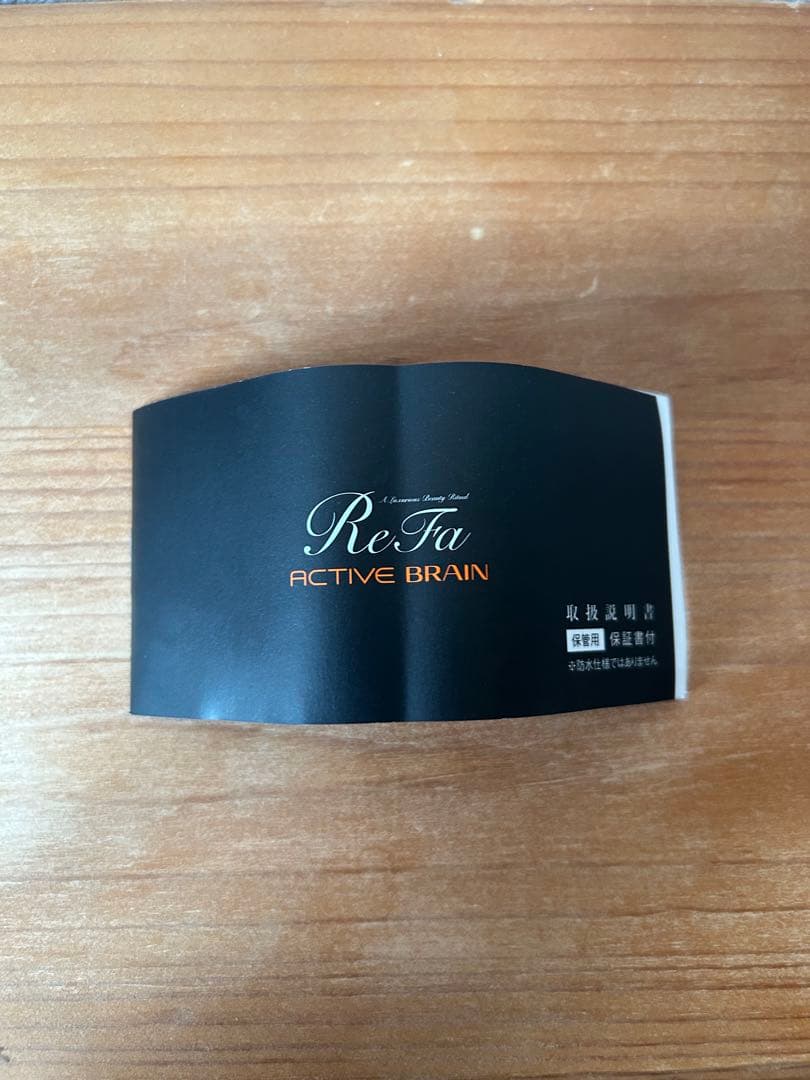 A Luxurious Beauty Ritual
ReFa
ACTIVE BRAIN
取扱説明書
保管用 保証書付
※防水仕様ではありません